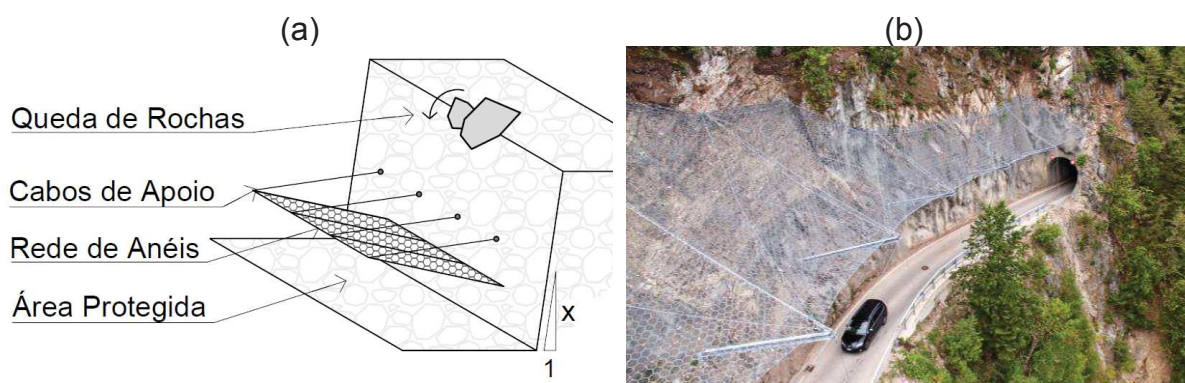 (a)
(b)
Queda de Rochas
Cabos de Apoio
Rede de Anéis
Área Protegida
x
1